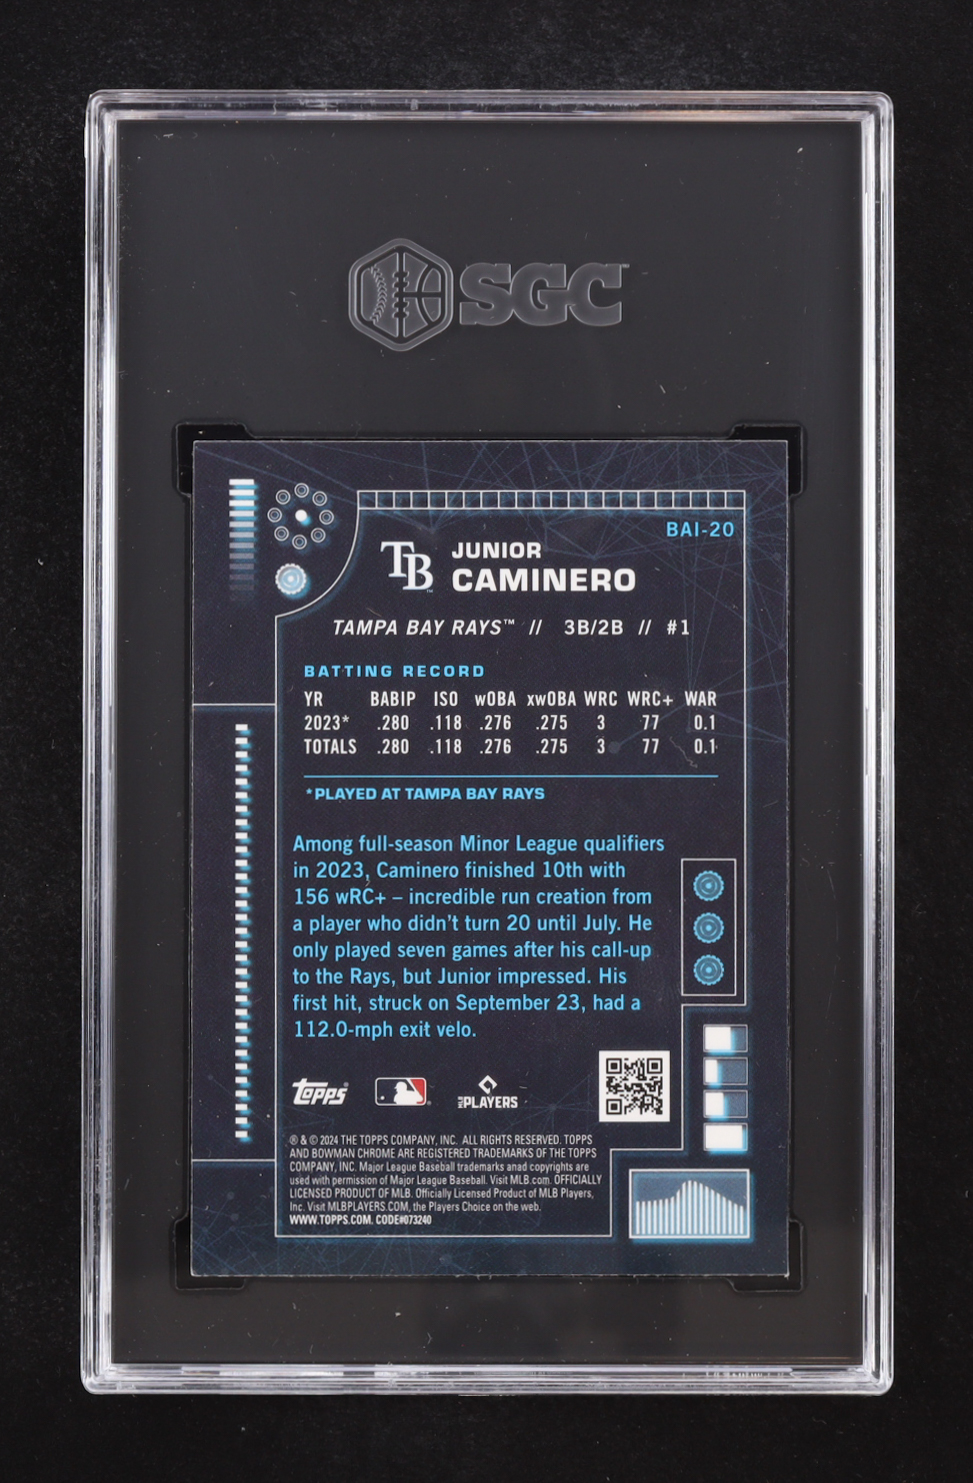 SGC
BAI-20
TB JUNIOR
CAMINERO
TAMPA BAY RAYS™ // 3B/2B // #1
BATTING RECORD
YR BABIP ISO wOBA xwOBA WRC WRC+ WAR
2023* .280 .118 .276 .275 3 77 0.1
TOTALS .280 .118 .276 .275 3 77 0.1
*PLAYED AT TAMPA BAY RAYS
Among full-season Minor League qualifiers
in 2023, Caminero finished 10th with
156 wRC+ – incredible run creation from
a player who didn't turn 20 until July. He
only played seven games after his call-up
to the Rays, but Junior impressed. His
first hit, struck on September 23, had a
112.0-mph exit velo.
topps MLB PLAYERS
® & © 2024 THE TOPPS COMPANY, INC. ALL RIGHTS RESERVED. TOPPS
AND BOWMAN CHROME ARE REGISTERED TRADEMARKS OF THE TOPPS
COMPANY, INC. Major League Baseball trademarks anad copyrights are
used with permission of Major League Baseball. Visit MLB.com. OFFICIALLY
LICENSED PRODUCT OF MLB. Officially Licensed Product of MLB Players,
Inc. Visit MLBPLAYERS.COM, the Players Choice on the web.
WWW.TOPPS.COM. CODE#073240